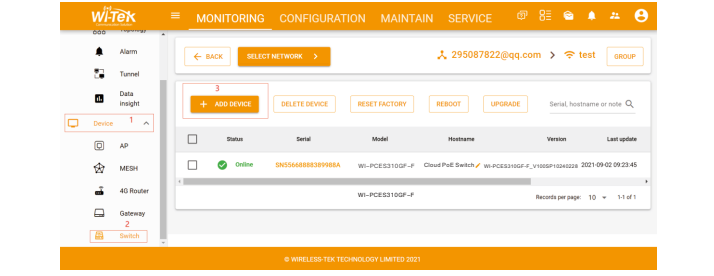 Wi-Tek
MONITORING CONFIGURATION MAINTAIN SERVICE
Alarm
Tunnel
Data
insight
Device 1
AP
MESH
4G Router
Gateway
2
Switch
← BACK SELECT NETWORK > 295087822@qq.com > test GROUP
3
+ ADD DEVICE DELETE DEVICE RESET FACTORY REBOOT UPGRADE Serial, hostname or note
Status Serial Model Hostname Version Last update
Online SN55668888389988A WI-PCES310GF-F Cloud PoE Switch WI-PCES310GF-F_V100SP10240228 2021-09-02 09:23:45
WI-PCES310GF-F
Records per page: 10 1-1 of 1
© WIRELESS-TEK TECHNOLOGY LIMITED 2021